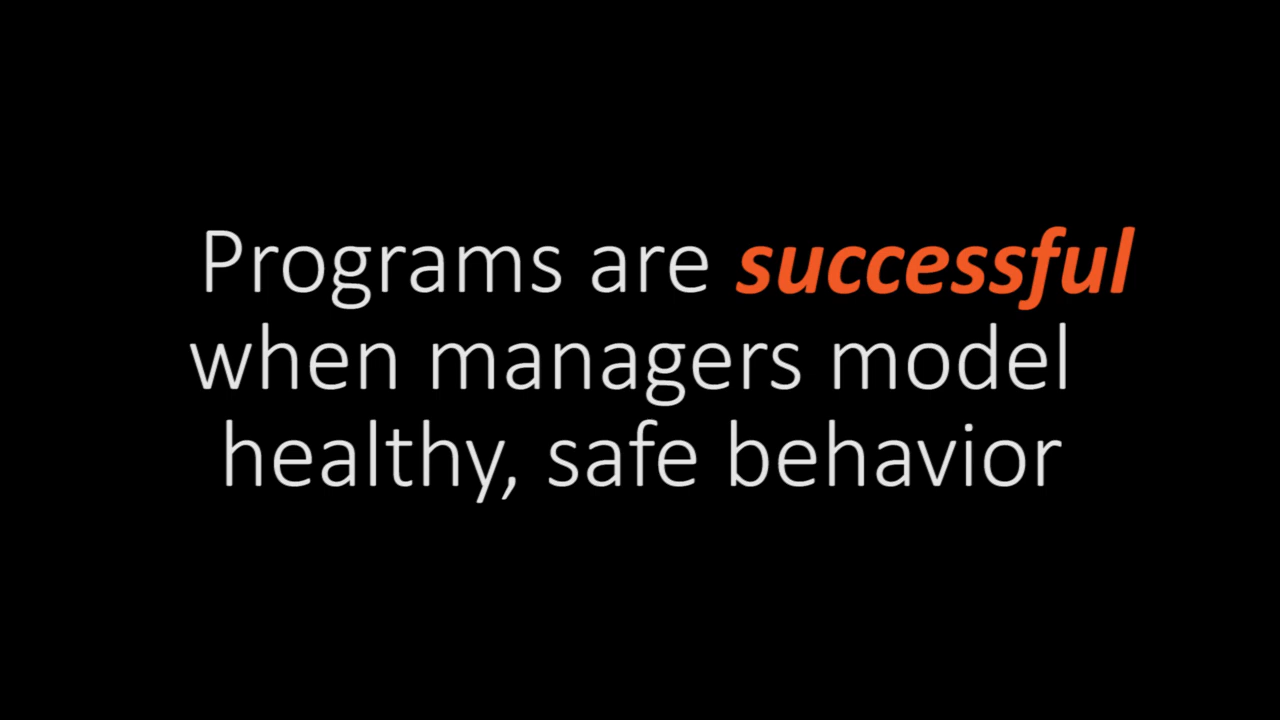 Programs are successful
when managers model
healthy, safe behavior